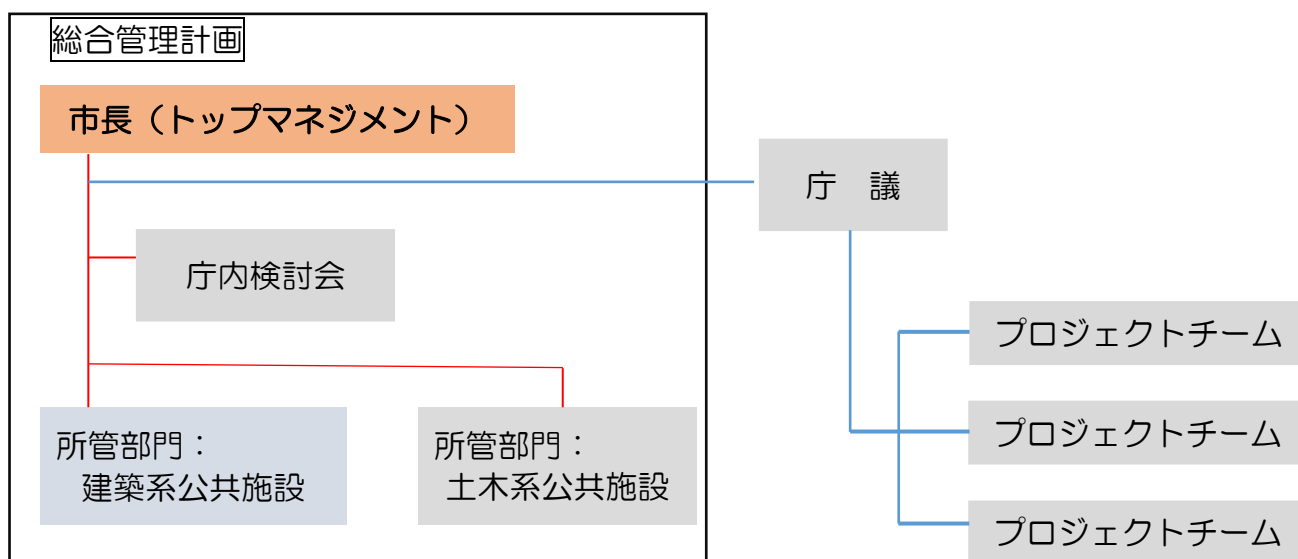 総合管理計画
市長（トップマネジメント）
庁　議
庁内検討会
プロジェクトチーム
プロジェクトチーム
プロジェクトチーム
所管部門：
建築系公共施設
所管部門：
土木系公共施設